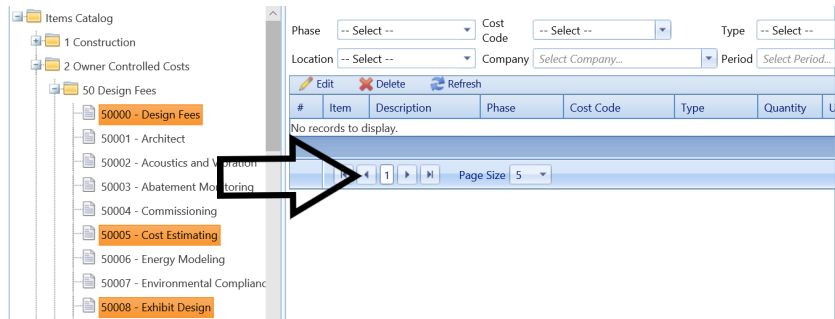 Items Catalog
1 Construction
2 Owner Controlled Costs
50 Design Fees
50000 - Design Fees
50001 - Architect
50002 - Acoustics and Vibration
50003 - Abatement Monitoring
50004 - Commissioning
50005 - Cost Estimating
50006 - Energy Modeling
50007 - Environmental Complianc
50008 - Exhibit Design
Phase -- Select -- Cost Code -- Select -- Type -- Select --
Location -- Select -- Company Select Company... Period Select Period...
Edit Delete Refresh
# Item Description Phase Cost Code Type Quantity U
No records to display.
1 Page Size 5